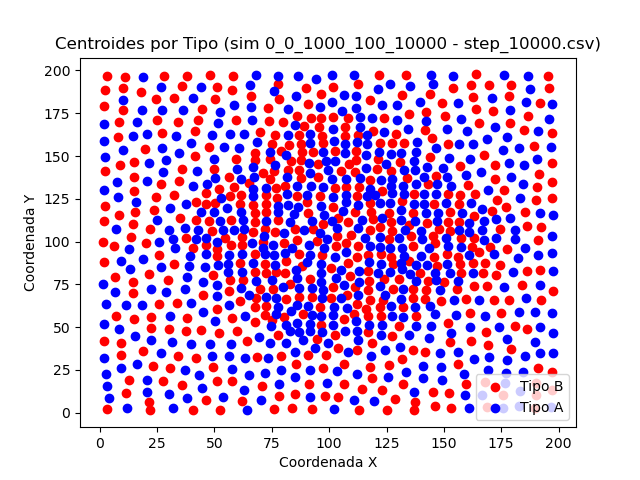 Centroides por Tipo (sim 0_0_1000_100_10000 - step_10000.csv)
200
175
150
125
100
75
50
25
0
Coordenada Y
Tipo B
Tipo A
0 25 50 75 100 125 150 175 200
Coordenada X